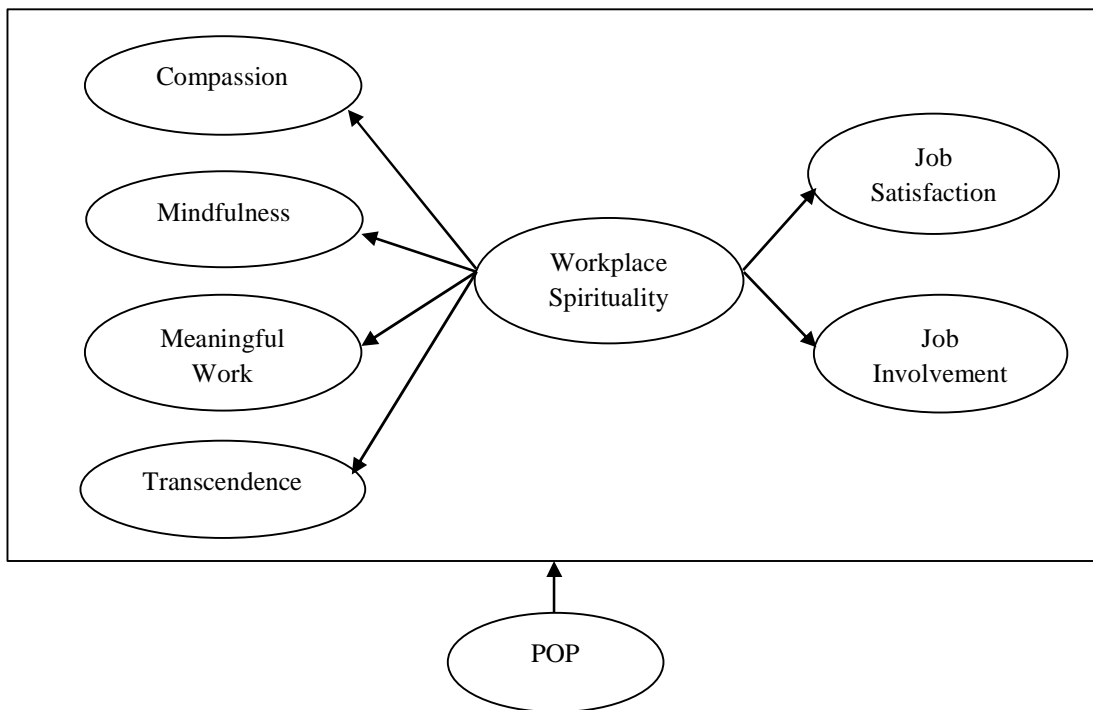 Compassion
Mindfulness
Meaningful
Work
Transcendence
Workplace
Spirituality
Job
Satisfaction
Job
Involvement
POP